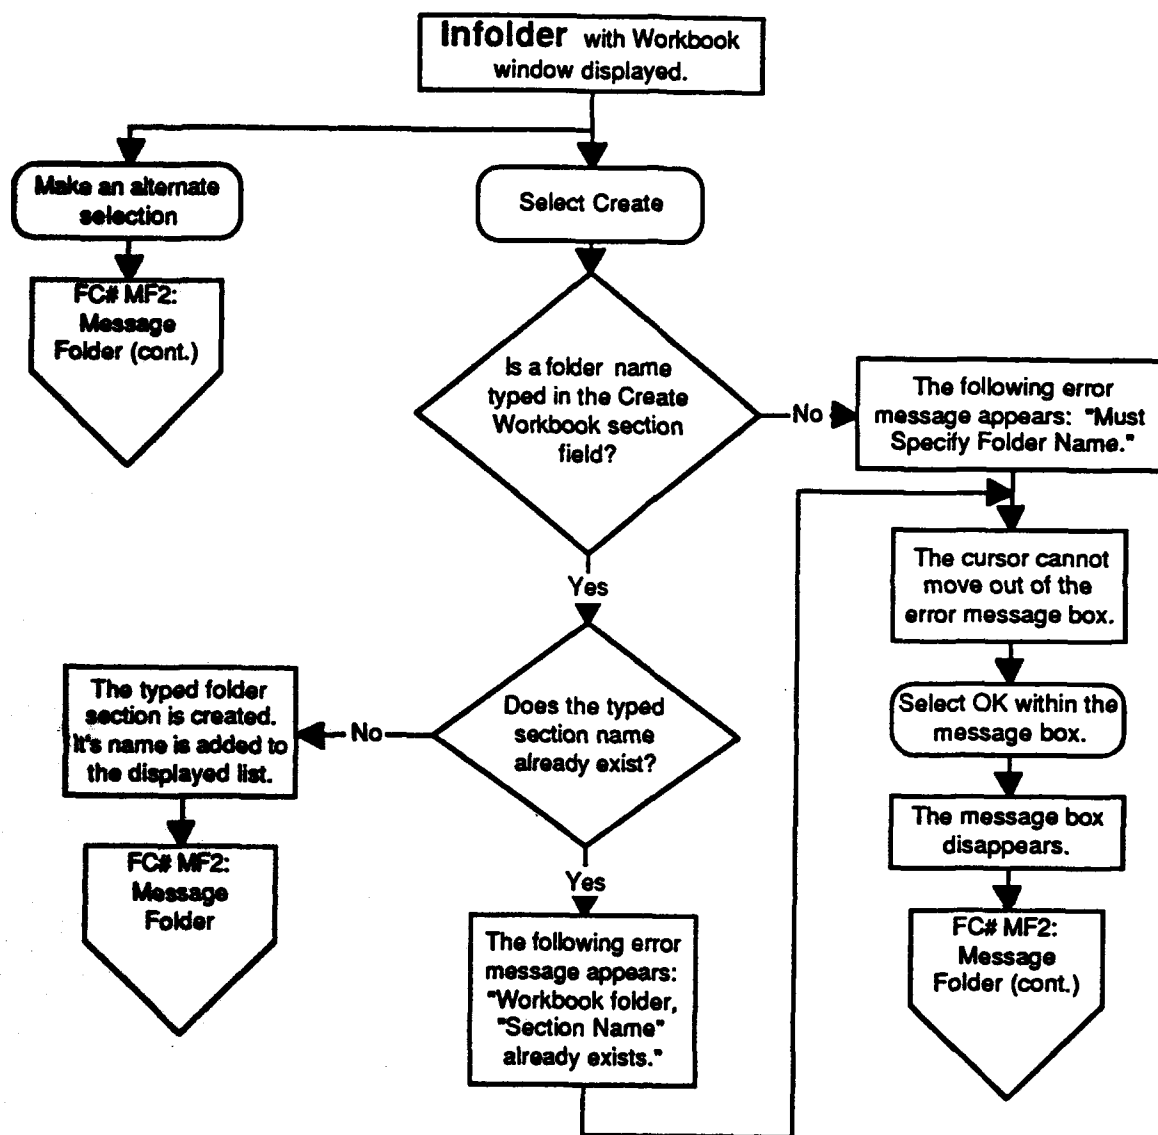 Infolder with Workbook
window displayed.
Make an alternate
selection
Select Create
FC# MF2:
Message
Folder (cont.)
Is a folder name
typed in the Create
Workbook section
field?
No
The following error
message appears: "Must
Specify Folder Name."
The cursor cannot
move out of the
error message box.
Yes
Select OK within the
message box.
The typed folder
section is created.
It's name is added to
the displayed list.
No
Does the typed
section name
already exist?
The message box
disappears.
FC# MF2:
Message
Folder
Yes
FC# MF2:
Message
Folder (cont.)
The following error
message appears:
"Workbook folder,
"Section Name"
already exists."